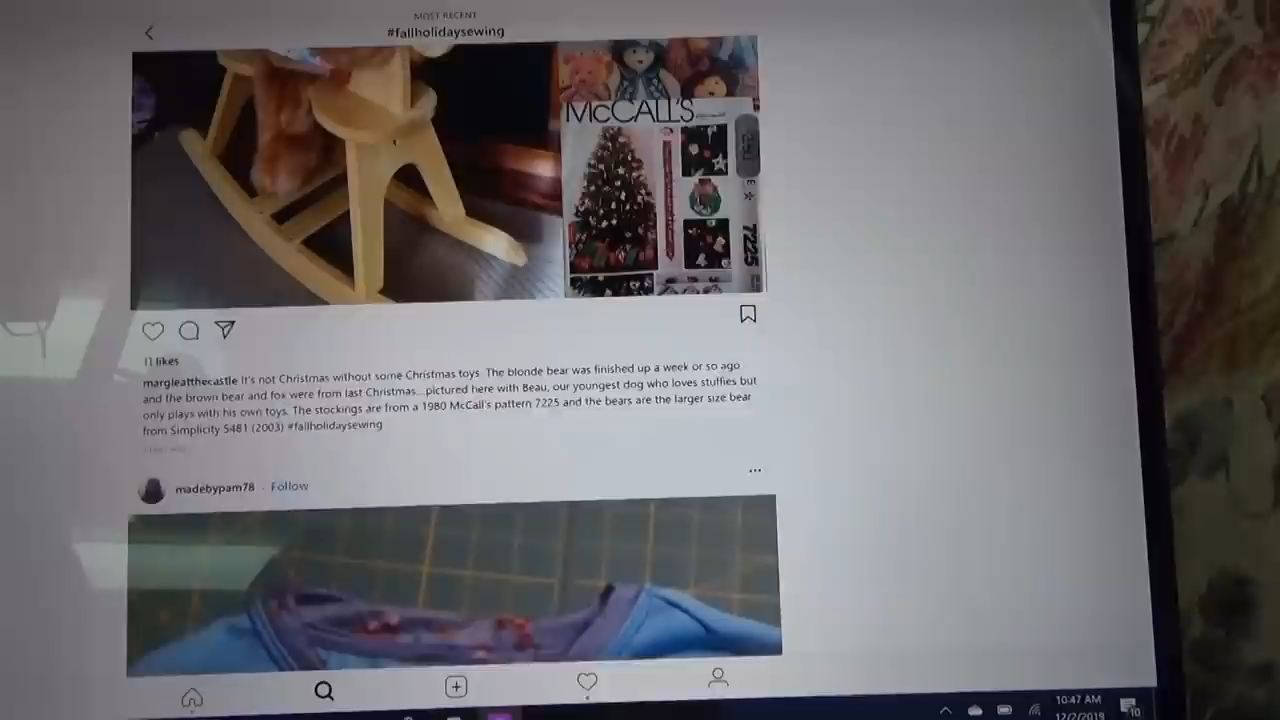 MOST RECENT
#fallholidaysewing
McCALL'S
7225
11 likes
margieatthecastle It's not Christmas without some Christmas toys. The blonde bear was finished up a week or so ago
and the brown bear and fox were from last Christmas...pictured here with Beau, our youngest dog who loves stuffies but
only plays with his own toys. The stockings are from a 1980 McCall's pattern 7225 and the bears are the larger size bear
from Simplicity 5481 (2003) #fallholidaysewing
madebypam78 · Follow
10:47 AM
12/2/2019
10